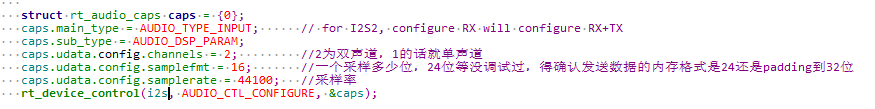 struct rt_audio_caps caps = {0};
caps.main_type = AUDIO_TYPE_INPUT; // for I2S2, configure RX will configure RX+TX
caps.sub_type = AUDIO_DSP_PARAM;
caps.udata.config.channels = 2; //2为双声道，1的话就单声道
caps.udata.config.samplefmt = 16; //一个采样多少位，24位等没调试过，得确认发送数据的内存格式是24还是padding到32位
caps.udata.config.samplerate = 44100; //采样率
rt_device_control(i2s, AUDIO_CTL_CONFIGURE, &caps);